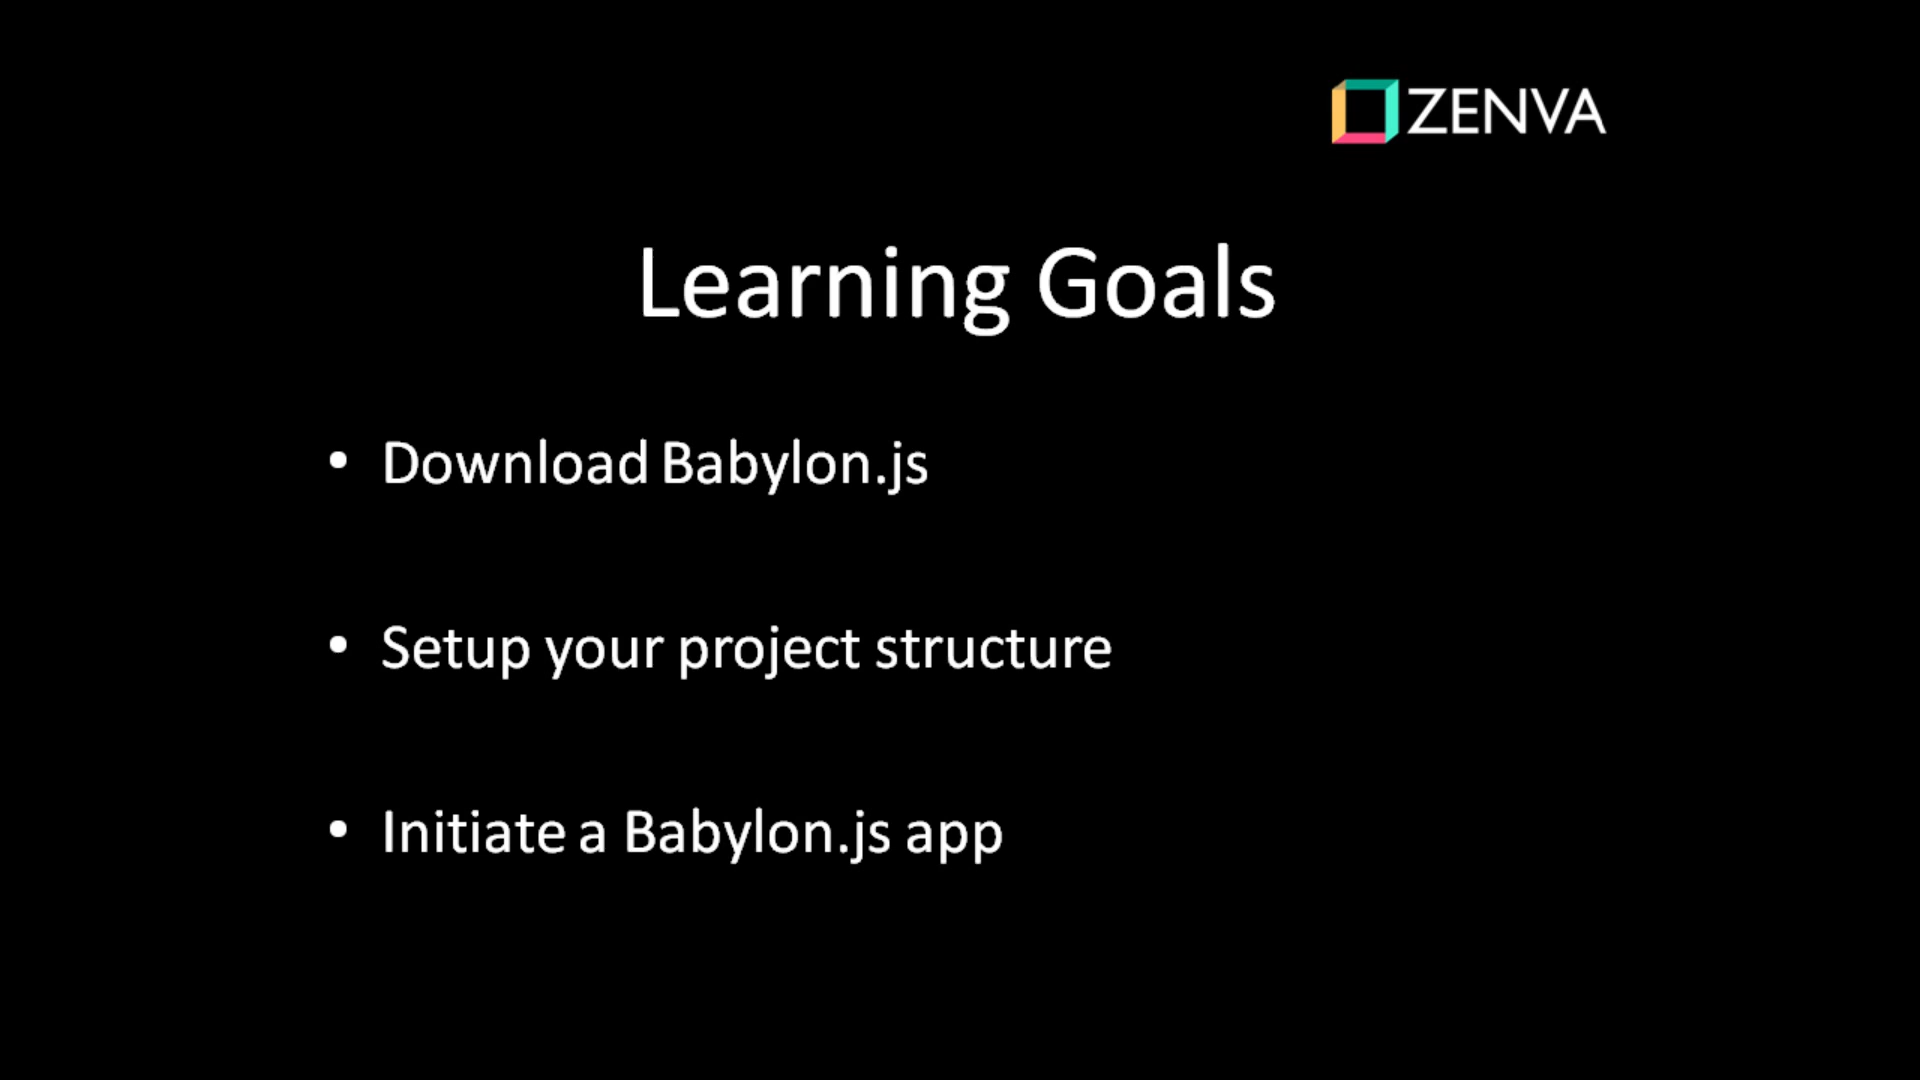 ZENVA
Learning Goals
• Download Babylon.js
• Setup your project structure
• Initiate a Babylon.js app